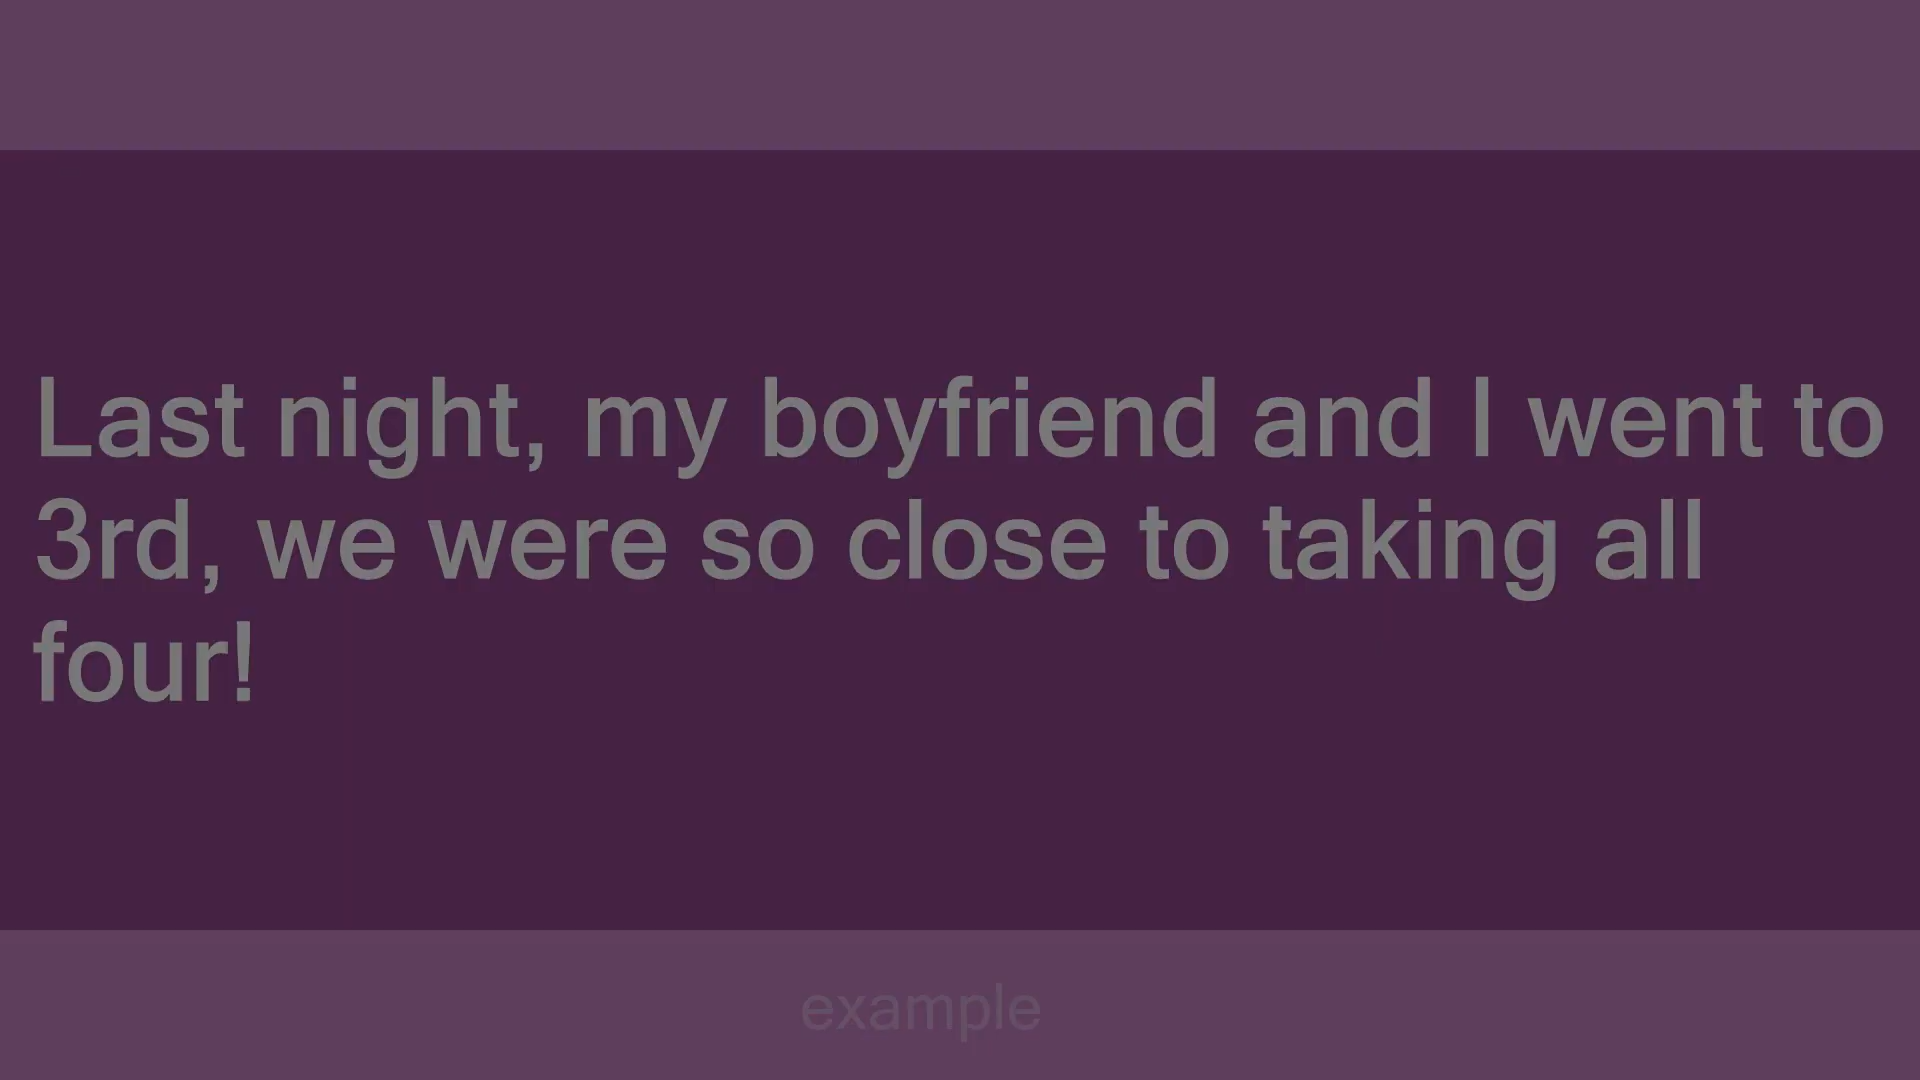 Last night, my boyfriend and I went to
3rd, we were so close to taking all
four!
example